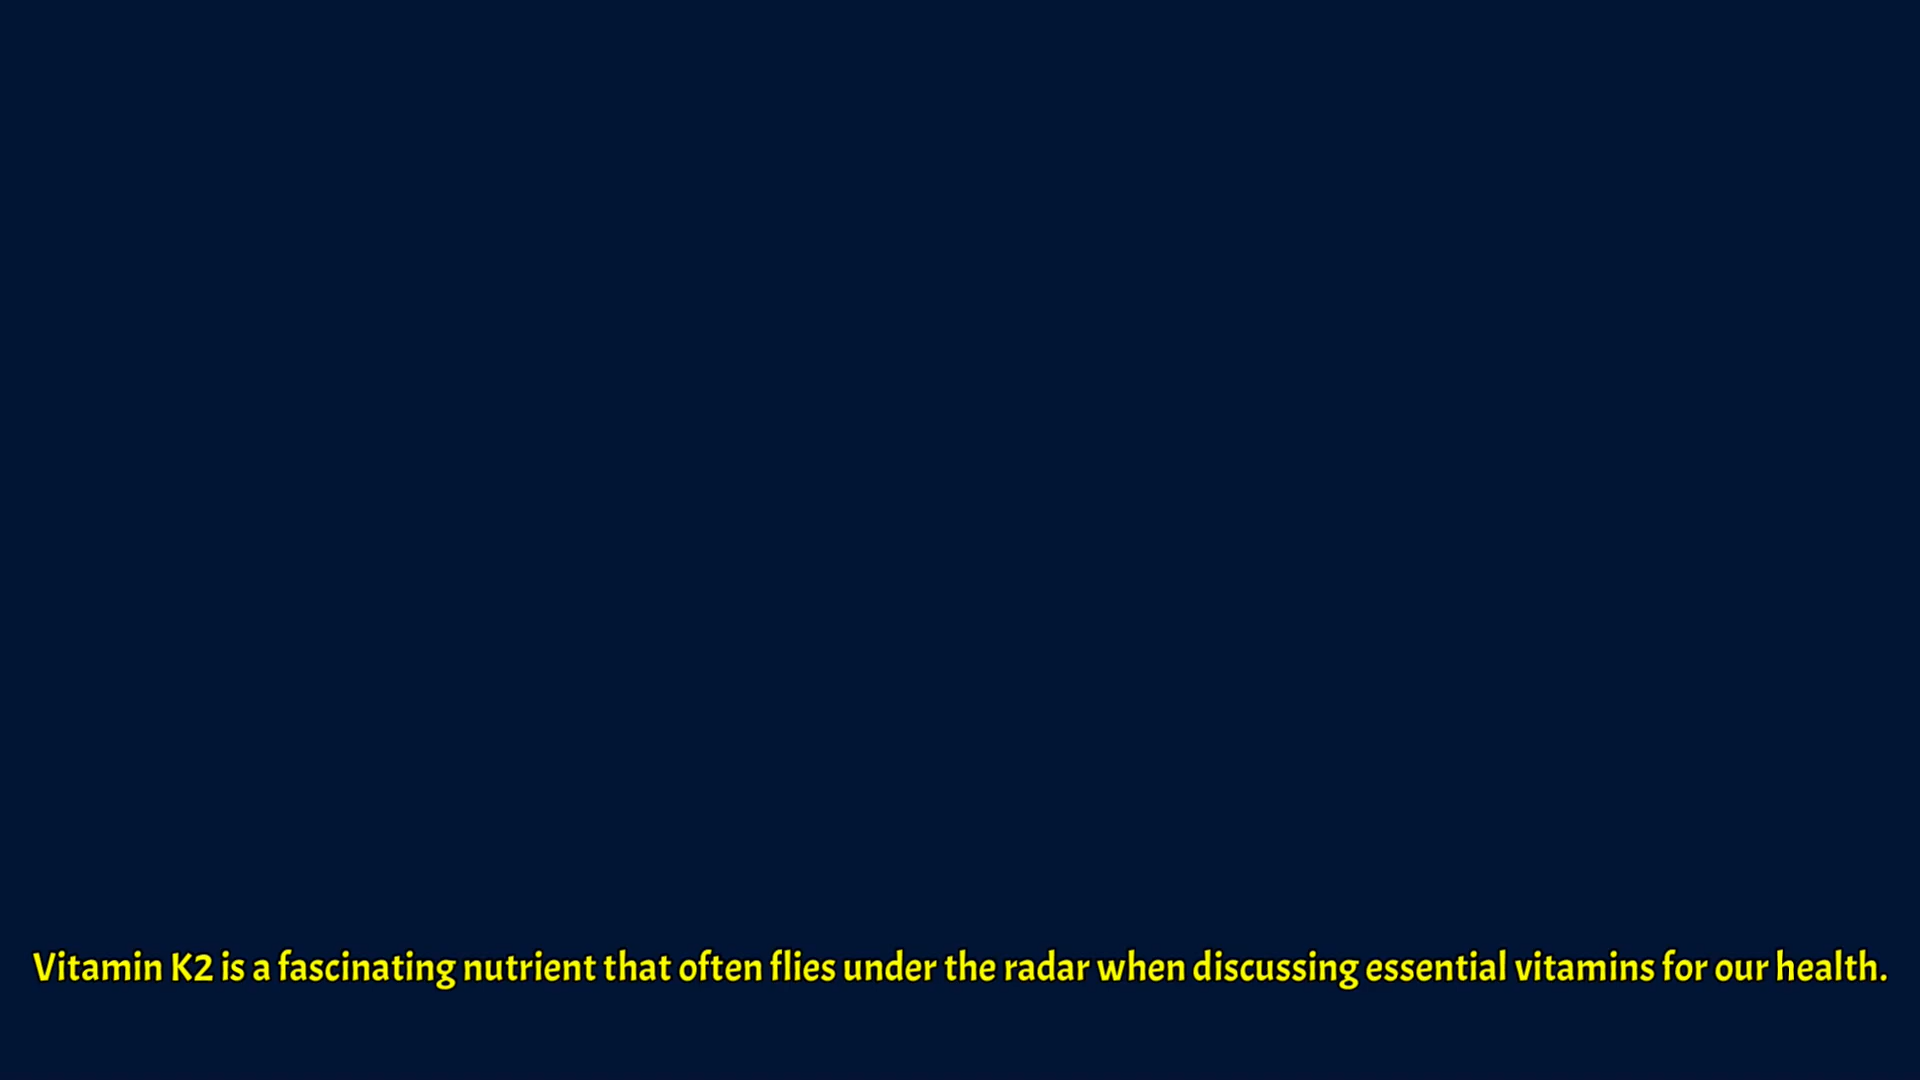 Vitamin K2 is a fascinating nutrient that often flies under the radar when discussing essential vitamins for our health.